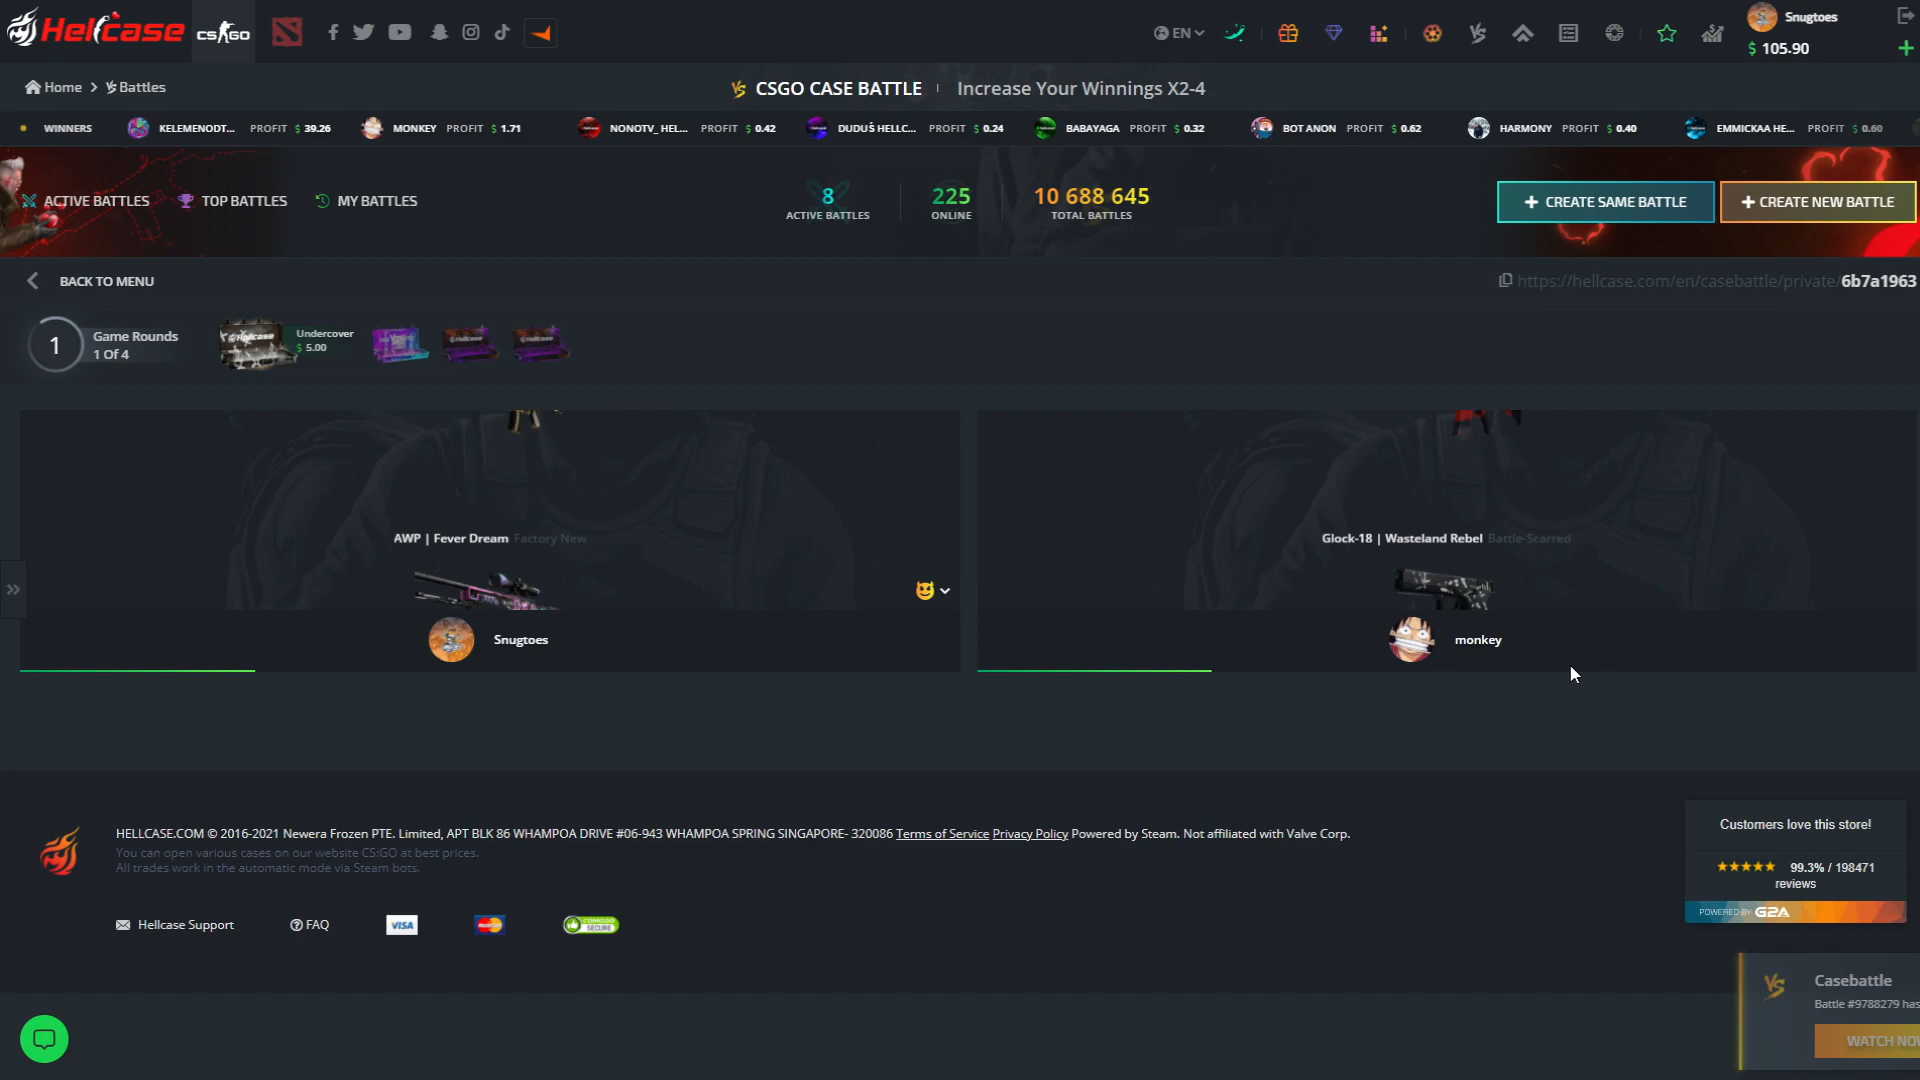 Hellcase
CS:GO
EN
Snugtoes
$ 105.90
Home
Battles
CSGO CASE BATTLE
Increase Your Winnings X2-4
WINNERS
KELEMENODT... PROFIT $ 39.26
MONKEY PROFIT $ 1.71
NONOTV_ HEL... PROFIT $ 0.42
DUDUŠ HELLC... PROFIT $ 0.24
BABAYAGA PROFIT $ 0.32
BOT ANON PROFIT $ 0.62
HARMONY PROFIT $ 0.40
EMMICKAA HE... PROFIT $ 0.60
ACTIVE BATTLES
TOP BATTLES
MY BATTLES
8
ACTIVE BATTLES
225
ONLINE
10 688 645
TOTAL BATTLES
+ CREATE SAME BATTLE
+ CREATE NEW BATTLE
BACK TO MENU
https://hellcase.com/en/casebattle/private/6b7a1963
1
Game Rounds
1 Of 4
Undercover
$ 5.00
AWP | Fever Dream Factory New
Glock-18 | Wasteland Rebel Battle-Scarred
Snugtoes
monkey
HELLCASE.COM © 2016-2021 Newera Frozen PTE. Limited, APT BLK 86 WHAMPOA DRIVE #06-943 WHAMPOA SPRING SINGAPORE- 320086 Terms of Service Privacy Policy Powered by Steam. Not affiliated with Valve Corp.
You can open various cases on our website CS:GO at best prices.
All trades work in the automatic mode via Steam bots.
Hellcase Support
FAQ
VISA
MasterCard
COMODO
SECURE
Customers love this store!
99.3% / 198471
reviews
POWERED BY G2A
Casebattle
Battle #9788279 has
WATCH NOW